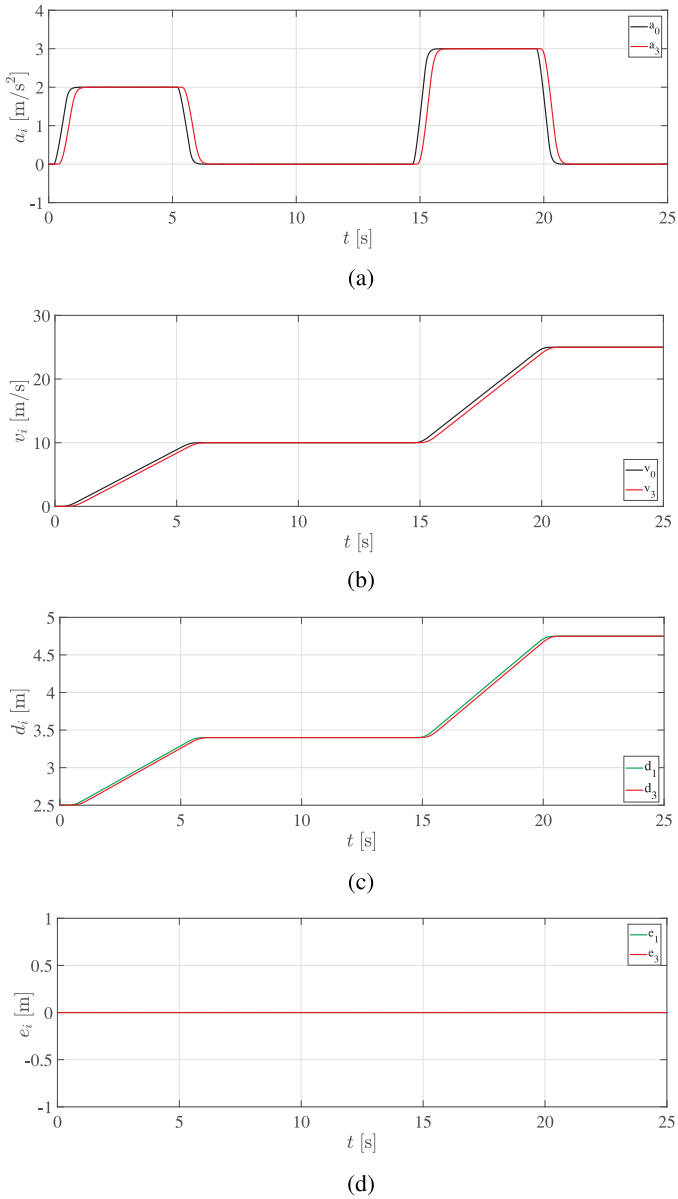 4
3
2
1
0
-1
a_i [m/s²]
a_0
a_3
0 5 10 15 20 25
t [s]
(a)
30
20
10
0
v_i [m/s]
v_0
v_3
0 5 10 15 20 25
t [s]
(b)
5
4.5
4
3.5
3
2.5
d_i [m]
d_1
d_3
0 5 10 15 20 25
t [s]
(c)
1
0.5
0
-0.5
-1
e_i [m]
e_1
e_3
0 5 10 15 20 25
t [s]
(d)